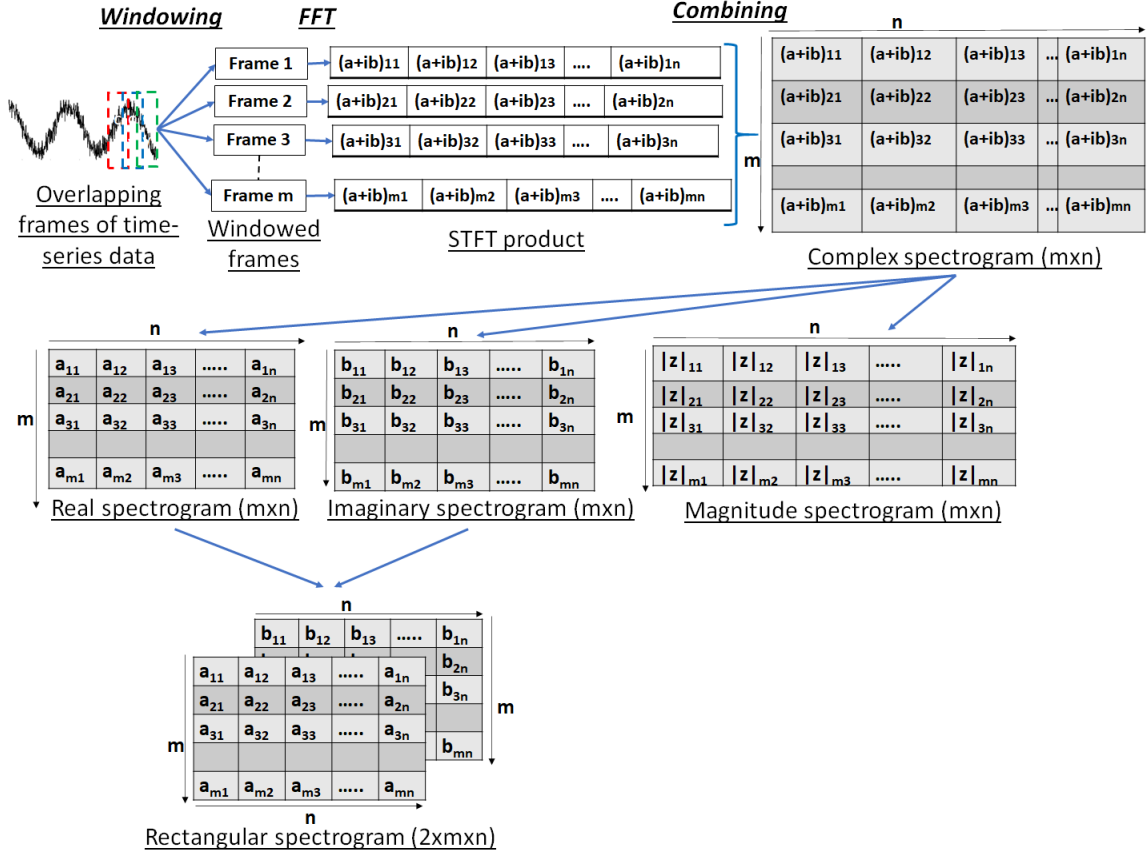 Windowing FFT Combining
n
Frame 1 (a+ib)11 (a+ib)12 (a+ib)13 .... (a+ib)1n
Frame 2 (a+ib)21 (a+ib)22 (a+ib)23 .... (a+ib)2n
Frame 3 (a+ib)31 (a+ib)32 (a+ib)33 .... (a+ib)3n
Frame m (a+ib)m1 (a+ib)m2 (a+ib)m3 .... (a+ib)mn
Overlapping
frames of time-
series data
Windowed
frames
STFT product
m
(a+ib)11 (a+ib)12 (a+ib)13 ... (a+ib)1n
(a+ib)21 (a+ib)22 (a+ib)23 ... (a+ib)2n
(a+ib)31 (a+ib)32 (a+ib)33 ... (a+ib)3n
(a+ib)m1 (a+ib)m2 (a+ib)m3 ... (a+ib)mn
Complex spectrogram (mxn)
n
m
a11 a12 a13 ..... a1n
a21 a22 a23 ..... a2n
a31 a32 a33 ..... a3n
am1 am2 am3 ..... amn
Real spectrogram (mxn)
n
m
b11 b12 b13 ..... b1n
b21 b22 b23 ..... b2n
b31 b32 b33 ..... b3n
bm1 bm2 bm3 ..... bmn
Imaginary spectrogram (mxn)
n
m
|z|11 |z|12 |z|13 ..... |z|1n
|z|21 |z|22 |z|23 ..... |z|2n
|z|31 |z|32 |z|33 ..... |z|3n
|z|m1 |z|m2 |z|m3 ..... |z|mn
Magnitude spectrogram (mxn)
n
b11 b12 b13 ..... b1n
b2n
b3n
bmn
m
m
a11 a12 a13 ..... a1n
a21 a22 a23 ..... a2n
a31 a32 a33 ..... a3n
am1 am2 am3 ..... amn
n
Rectangular spectrogram (2xmxn)